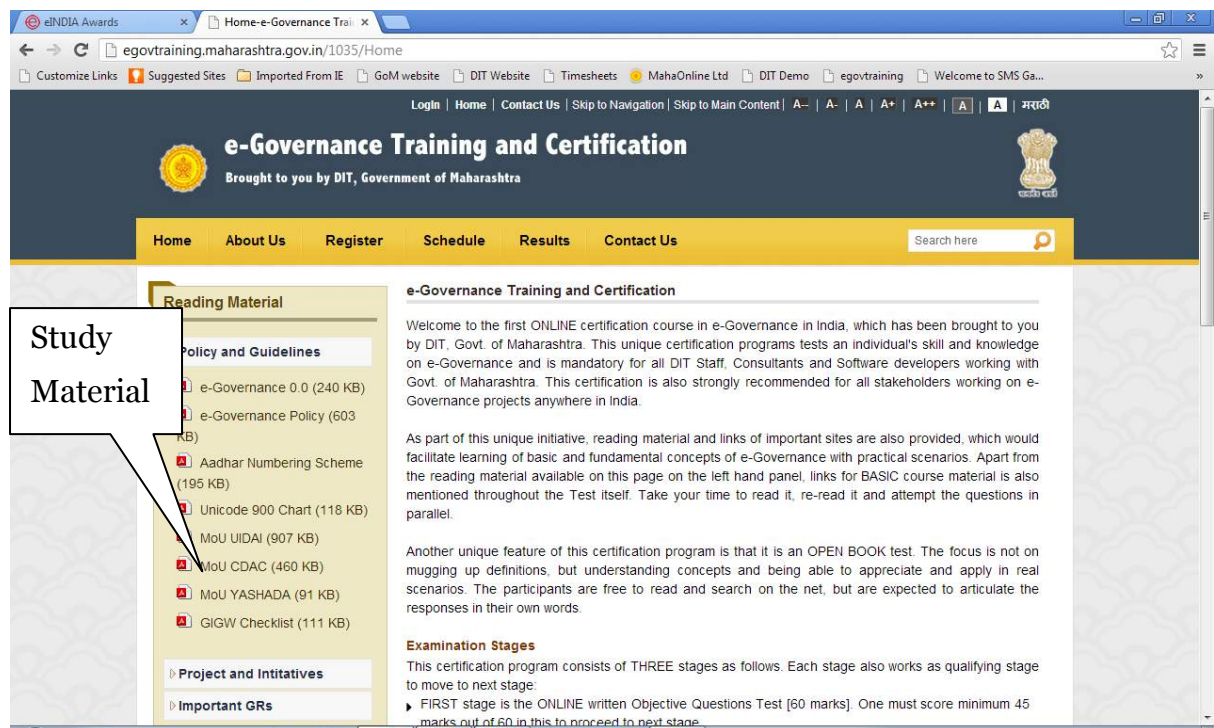 eINDIA Awards
Home-e-Governance Trai
egovtraining.maharashtra.gov.in/1035/Home
Customize Links Suggested Sites Imported From IE GoM website DIT Website Timesheets MahaOnline Ltd DIT Demo egovtraining Welcome to SMS Ga... »
Login | Home | Contact Us | Skip to Navigation | Skip to Main Content | A-- | A- | A | A+ | A++ | A | A | मराठी
e-Governance Training and Certification
Brought to you by DIT, Government of Maharashtra
Home About Us Register Schedule Results Contact Us Search here
Reading Material
Study
Material
Policy and Guidelines
e-Governance 0.0 (240 KB)
e-Governance Policy (603
KB)
Aadhar Numbering Scheme
(195 KB)
Unicode 900 Chart (118 KB)
MoU UIDAI (907 KB)
MoU CDAC (460 KB)
MoU YASHADA (91 KB)
GIGW Checklist (111 KB)
Project and Intitatives
Important GRs
e-Governance Training and Certification
Welcome to the first ONLINE certification course in e-Governance in India, which has been brought to you
by DIT, Govt. of Maharashtra. This unique certification programs tests an individual's skill and knowledge
on e-Governance and is mandatory for all DIT Staff, Consultants and Software developers working with
Govt. of Maharashtra. This certification is also strongly recommended for all stakeholders working on e-
Governance projects anywhere in India.
As part of this unique initiative, reading material and links of important sites are also provided, which would
facilitate learning of basic and fundamental concepts of e-Governance with practical scenarios. Apart from
the reading material available on this page on the left hand panel, links for BASIC course material is also
mentioned throughout the Test itself. Take your time to read it, re-read it and attempt the questions in
parallel.
Another unique feature of this certification program is that it is an OPEN BOOK test. The focus is not on
mugging up definitions, but understanding concepts and being able to appreciate and apply in real
scenarios. The participants are free to read and search on the net, but are expected to articulate the
responses in their own words.
Examination Stages
This certification program consists of THREE stages as follows. Each stage also works as qualifying stage
to move to next stage:
FIRST stage is the ONLINE written Objective Questions Test [60 marks]. One must score minimum 45
marks out of 60 in this to proceed to next stage.